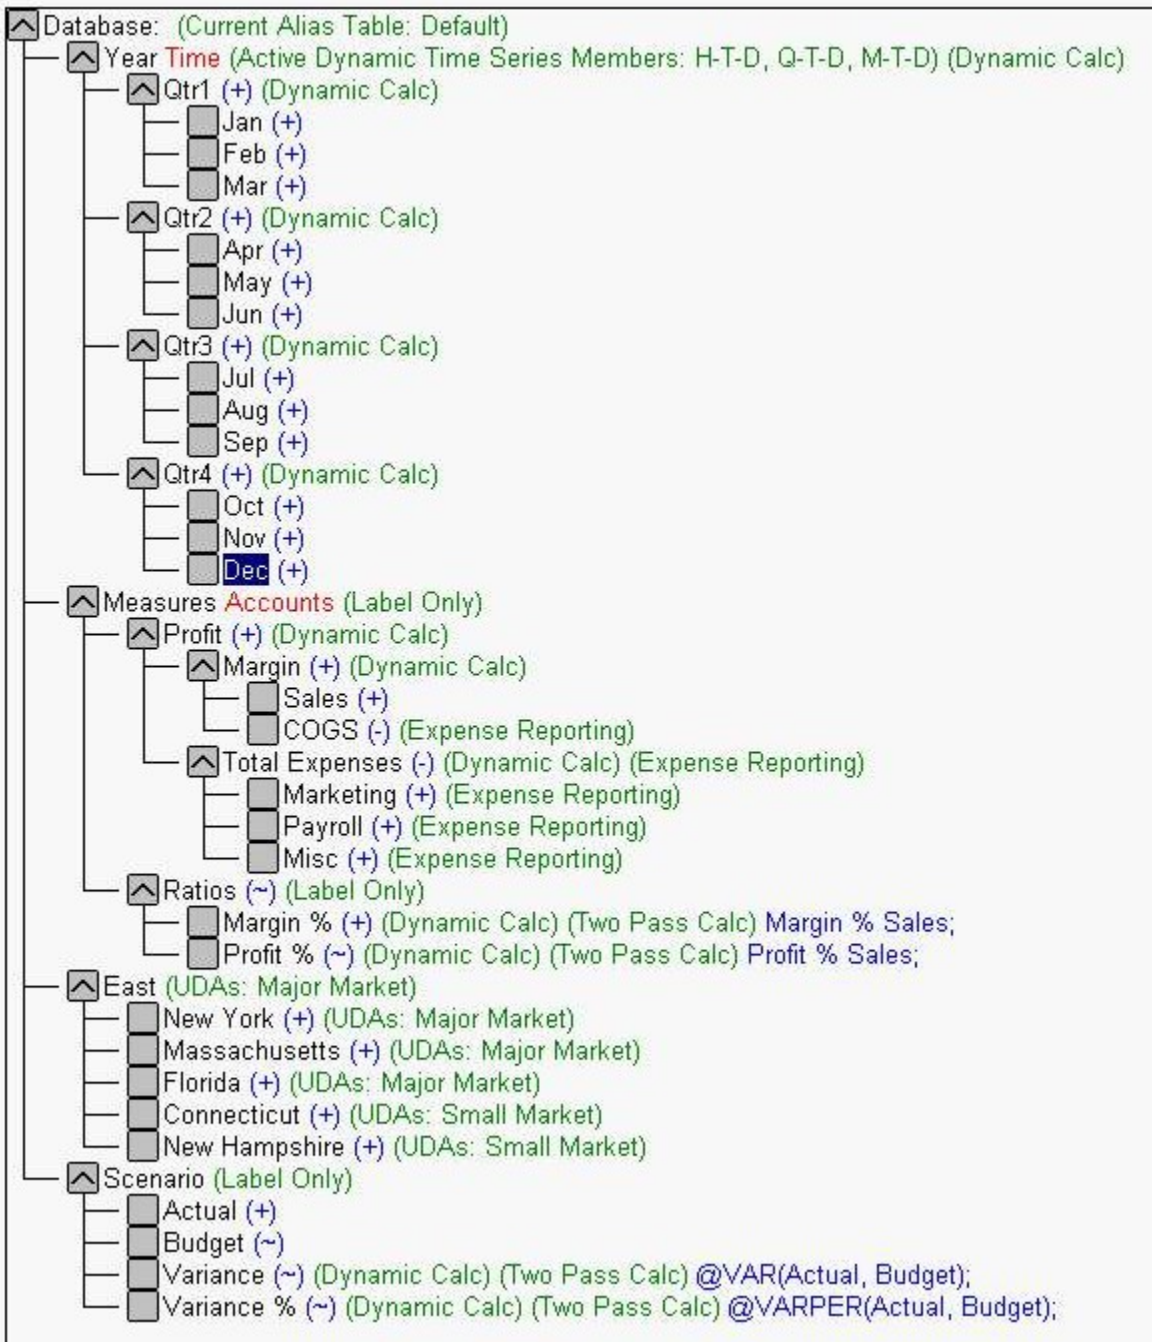 Database: (Current Alias Table: Default)
Year Time (Active Dynamic Time Series Members: H-T-D, Q-T-D, M-T-D) (Dynamic Calc)
Qtr1 (+) (Dynamic Calc)
Jan (+)
Feb (+)
Mar (+)
Qtr2 (+) (Dynamic Calc)
Apr (+)
May (+)
Jun (+)
Qtr3 (+) (Dynamic Calc)
Jul (+)
Aug (+)
Sep (+)
Qtr4 (+) (Dynamic Calc)
Oct (+)
Nov (+)
Dec (+)
Measures Accounts (Label Only)
Profit (+) (Dynamic Calc)
Margin (+) (Dynamic Calc)
Sales (+)
COGS (-) (Expense Reporting)
Total Expenses (-) (Dynamic Calc) (Expense Reporting)
Marketing (+) (Expense Reporting)
Payroll (+) (Expense Reporting)
Misc (+) (Expense Reporting)
Ratios (~) (Label Only)
Margin % (+) (Dynamic Calc) (Two Pass Calc) Margin % Sales;
Profit % (~) (Dynamic Calc) (Two Pass Calc) Profit % Sales;
East (UDAs: Major Market)
New York (+) (UDAs: Major Market)
Massachusetts (+) (UDAs: Major Market)
Florida (+) (UDAs: Major Market)
Connecticut (+) (UDAs: Small Market)
New Hampshire (+) (UDAs: Small Market)
Scenario (Label Only)
Actual (+)
Budget (~)
Variance (~) (Dynamic Calc) (Two Pass Calc) @VAR(Actual, Budget);
Variance % (~) (Dynamic Calc) (Two Pass Calc) @VARPER(Actual, Budget);